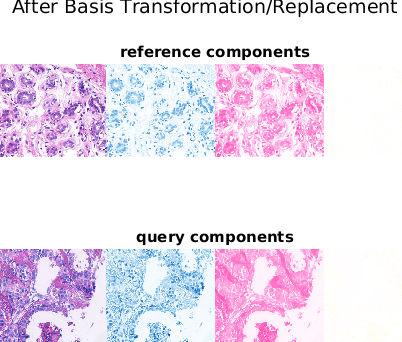 After Basis Transformation/Replacement
reference components
query components